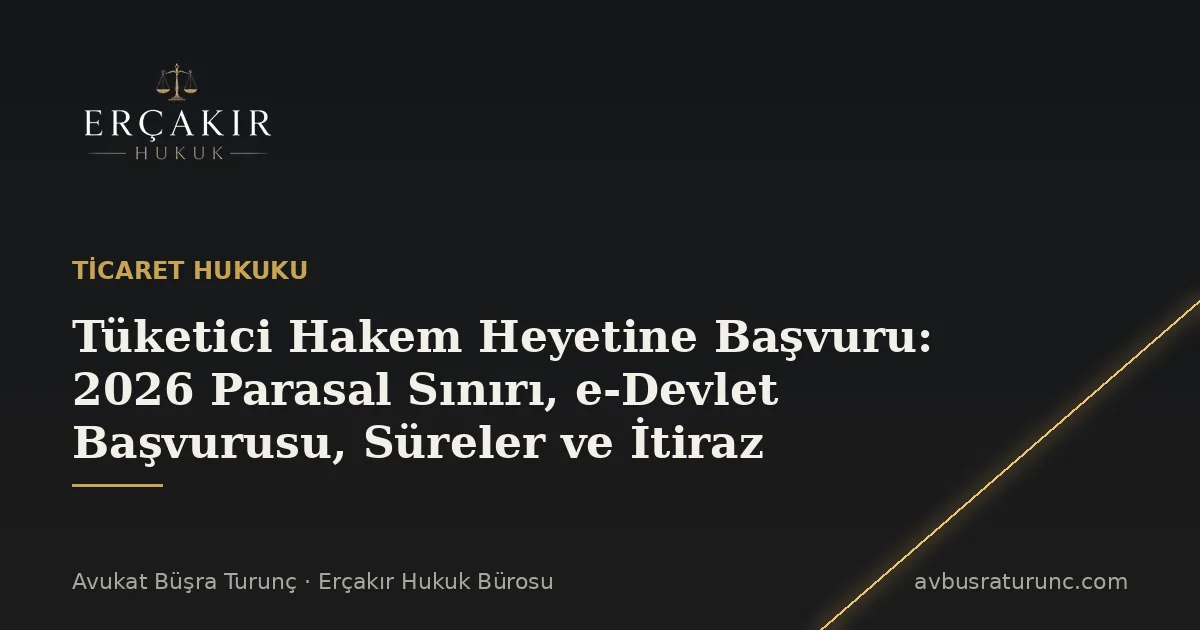 ERÇAKIR
HUKUK
TİCARET HUKUKU
Tüketici Hakem Heyetine Başvuru:
2026 Parasal Sınırı, e-Devlet
Başvurusu, Süreler ve İtiraz
Avukat Büşra Turunç · Erçakır Hukuk Bürosu
avbusraturunc.com